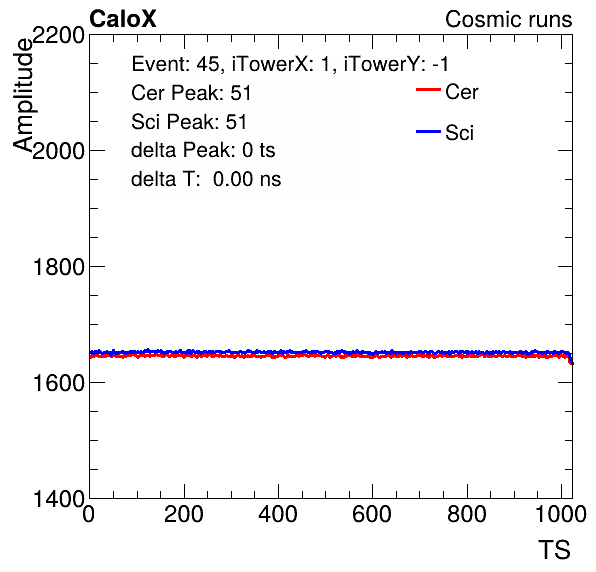 CaloX
Cosmic runs
Amplitude
2200
2000
1800
1600
1400
Event: 45, iTowerX: 1, iTowerY: -1
Cer Peak: 51
Sci Peak: 51
delta Peak: 0 ts
delta T:  0.00 ns
Cer
Sci
0
200
400
600
800
1000
TS